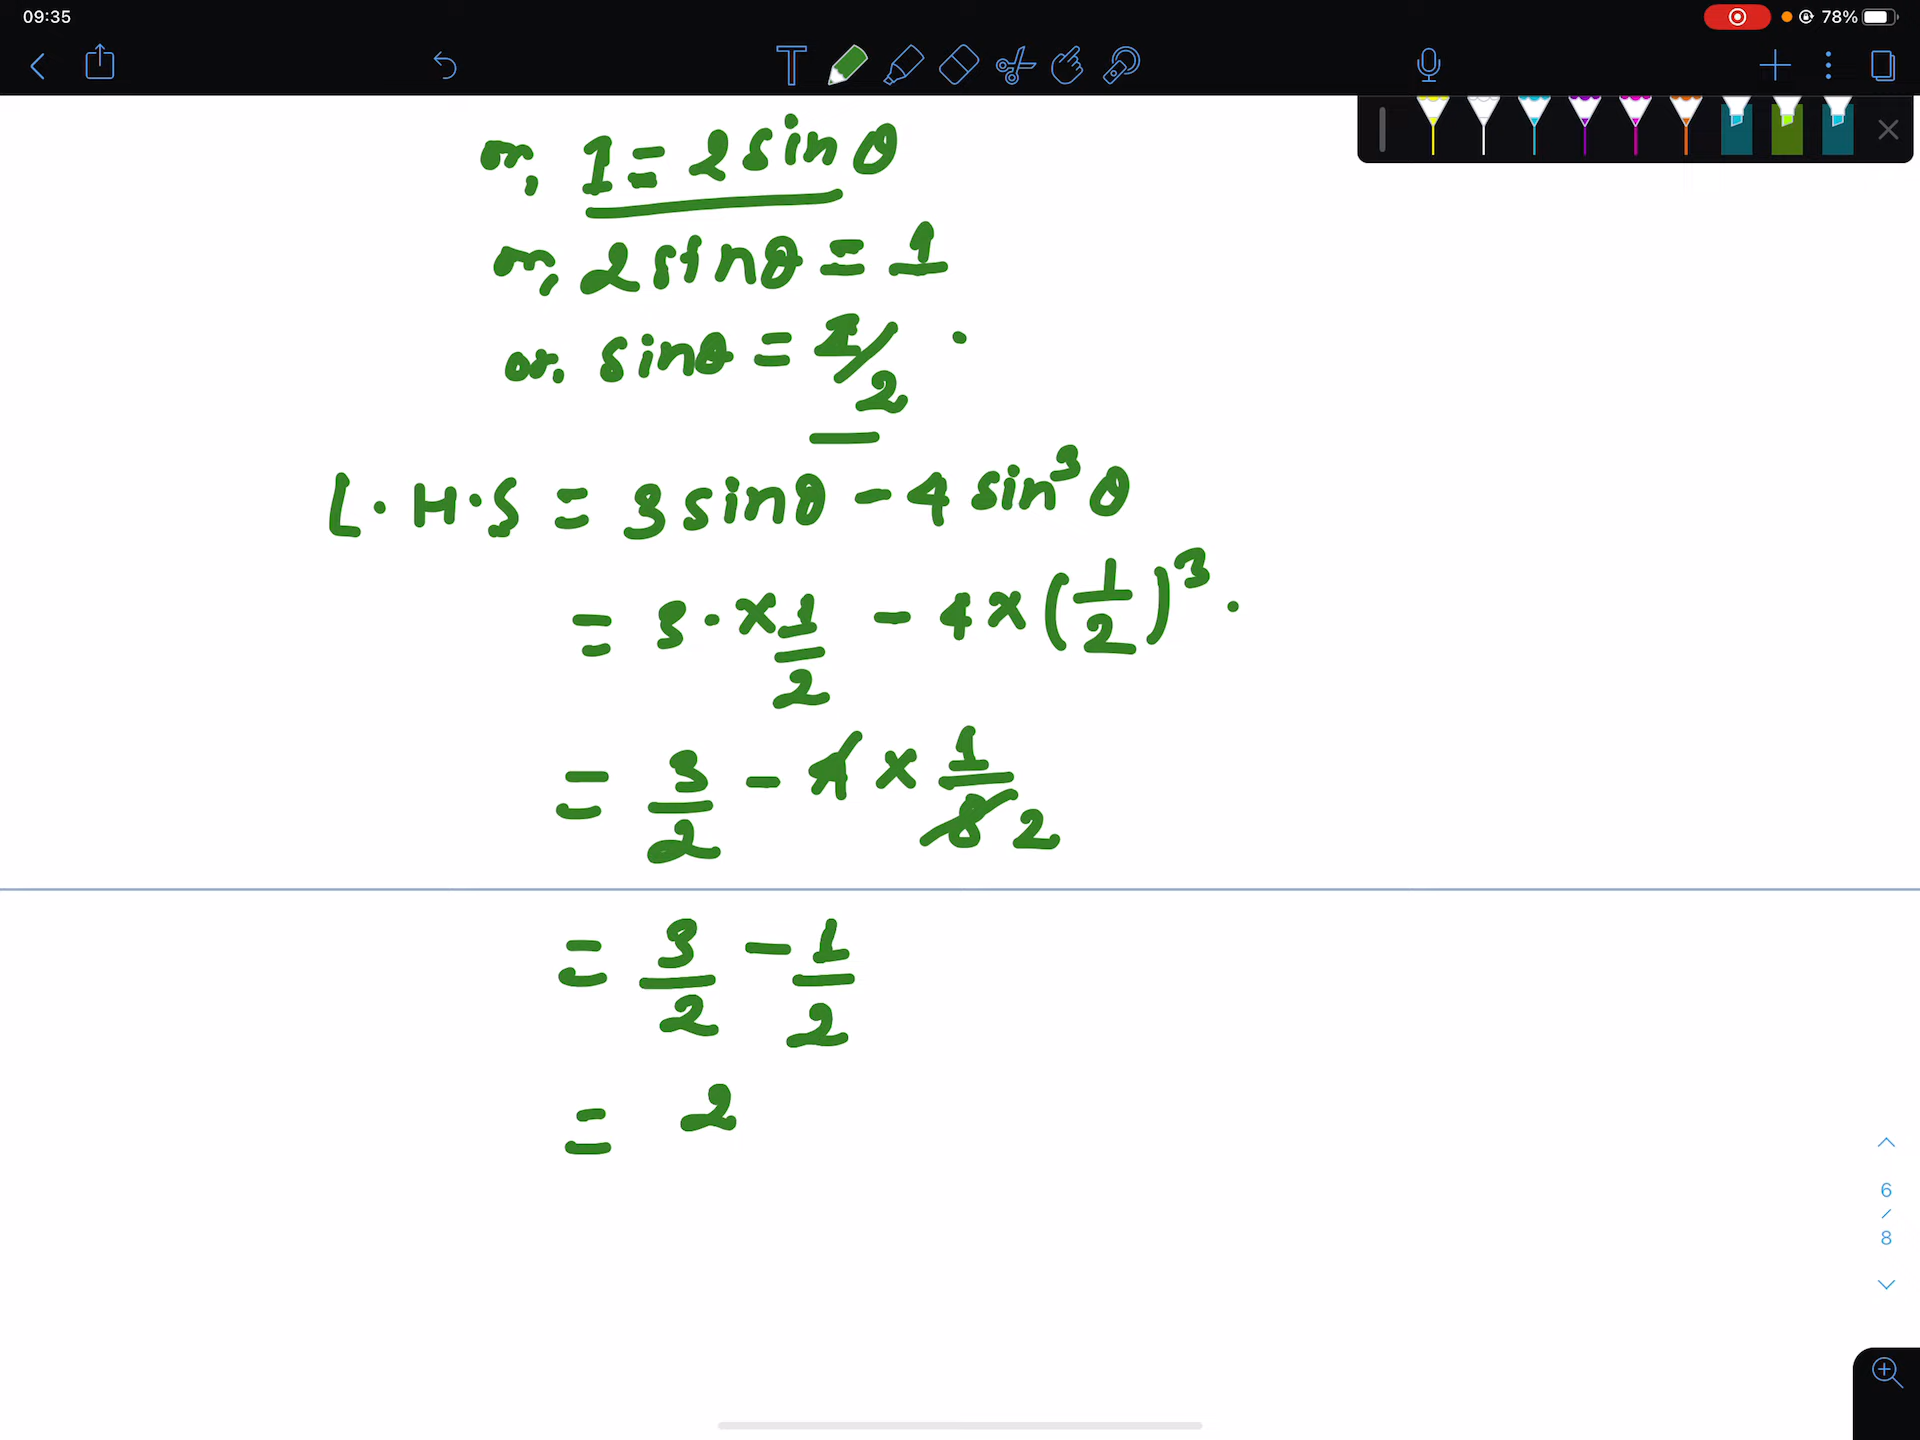 09:35
78%
T
or, 1 = 2 sin θ
or, 2 sin θ = 1
or. sin θ = 1/2 .
L.H.S = 3 sin θ - 4 sin³ θ
= 3 · × 1/2 - 4 × (1/2)³ .
= 3/2 - 4 × 1/8 2
= 3/2 - 1/2
= 2
6
/
8